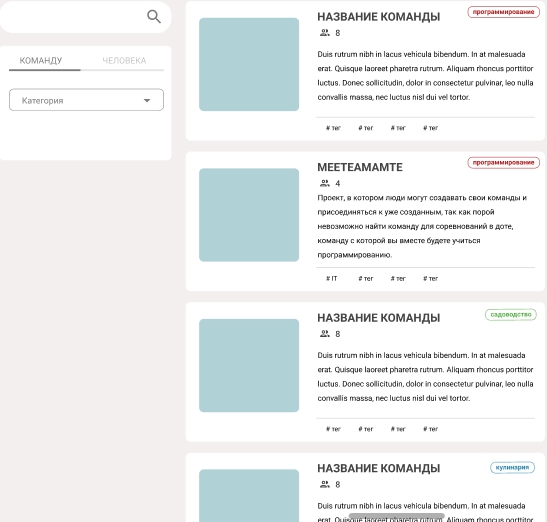 КОМАНДУ
ЧЕЛОВЕКА
Категория
НАЗВАНИЕ КОМАНДЫ
программирование
8
Duis rutrum nibh in lacus vehicula bibendum. In at malesuada
erat. Quisque laoreet pharetra rutrum. Aliquam rhoncus porttitor
luctus. Donec sollicitudin, dolor in consectetur pulvinar, leo nulla
convallis massa, nec luctus nisl dui vel tortor.
# тег # тег # тег # тег
MEETEAMAMTE
программирование
4
Проект, в котором люди могут создавать свои команды и
присоединяться к уже созданным, так как порой
невозможно найти команду для соревнований в доте,
команду с которой вы вместе будете учиться
программированию.
# IT # тег # тег # тег
НАЗВАНИЕ КОМАНДЫ
садоводство
8
Duis rutrum nibh in lacus vehicula bibendum. In at malesuada
erat. Quisque laoreet pharetra rutrum. Aliquam rhoncus porttitor
luctus. Donec sollicitudin, dolor in consectetur pulvinar, leo nulla
convallis massa, nec luctus nisl dui vel tortor.
# тег # тег # тег # тег
НАЗВАНИЕ КОМАНДЫ
кулинария
8
Duis rutrum nibh in lacus vehicula bibendum. In at malesuada
erat. Quisque laoreet pharetra rutrum. Aliquam rhoncus porttitor